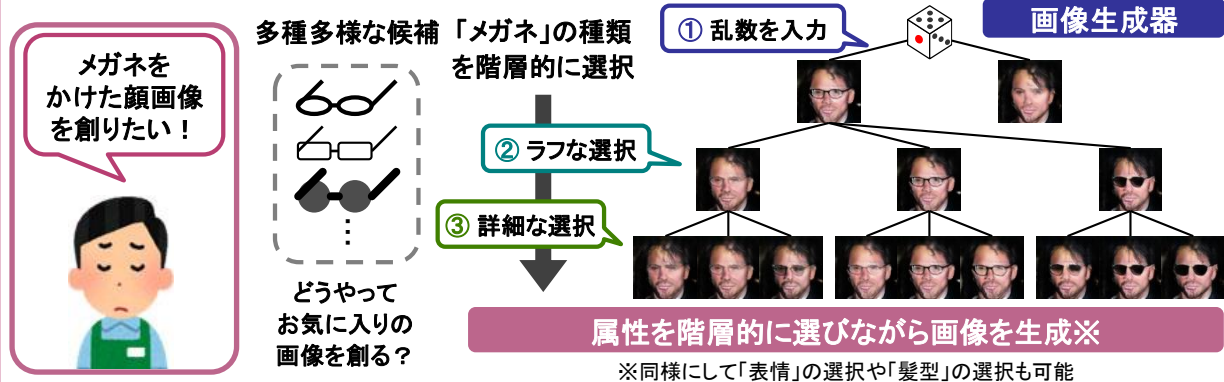 メガネを
かけた顔画像
を創りたい！
多種多様な候補
⋮
どうやって
お気に入りの
画像を創る？
「メガネ」の種類
を階層的に選択
① 乱数を入力
② ラフな選択
③ 詳細な選択
画像生成器
属性を階層的に選びながら画像を生成※
※同様にして「表情」の選択や「髪型」の選択も可能